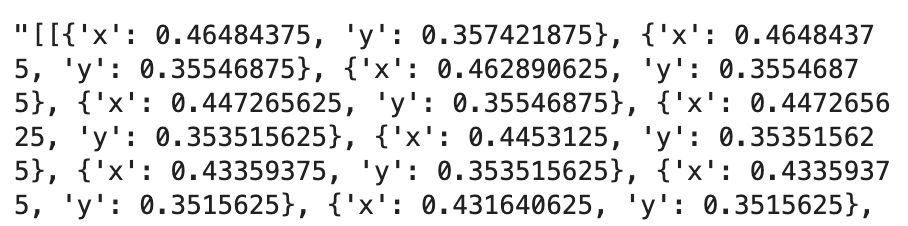 "[[{'x': 0.46484375, 'y': 0.357421875}, {'x': 0.4648437
5, 'y': 0.35546875}, {'x': 0.462890625, 'y': 0.3554687
5}, {'x': 0.447265625, 'y': 0.35546875}, {'x': 0.4472656
25, 'y': 0.353515625}, {'x': 0.4453125, 'y': 0.35351562
5}, {'x': 0.43359375, 'y': 0.353515625}, {'x': 0.4335937
5, 'y': 0.3515625}, {'x': 0.431640625, 'y': 0.3515625},